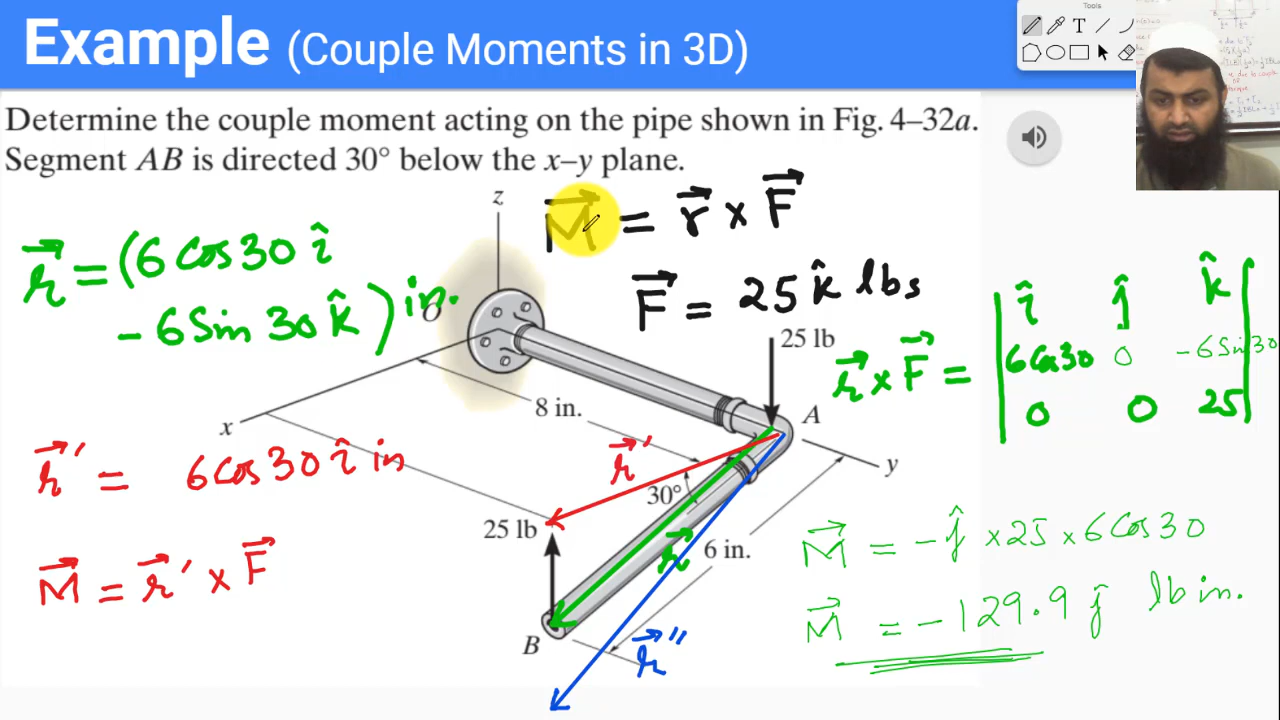 Example (Couple Moments in 3D)
Tools
Determine the couple moment acting on the pipe shown in Fig. 4–32a.
Segment AB is directed 30° below the x–y plane.
z
M = r × F
r = (6 cos 30 î
- 6 Sin 30 k̂) in.
F = 25 k̂ lbs
O
25 lb
î ĵ k̂
r × F = 6 Cos 30 0 - 6 Sin 30
0 0 25
8 in.
A
x
y
r' = 6 cos 30 î in
r'
30°
25 lb
r
6 in.
M = - ĵ × 25 × 6 Cos 30
M = r' × F
M = - 129.9 ĵ lb in.
B
r"